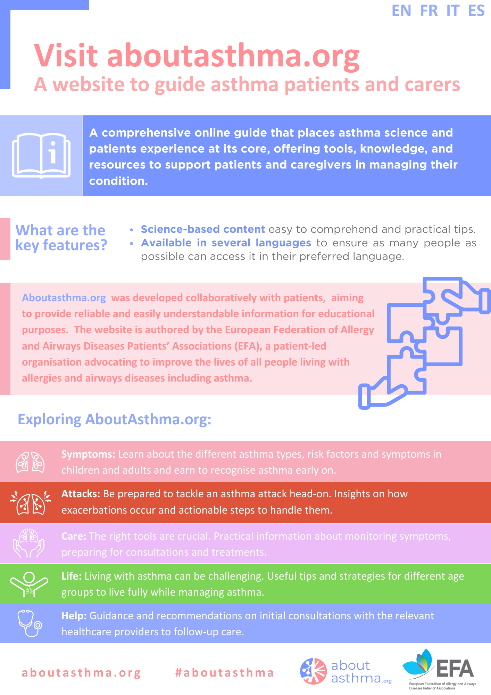 EN FR IT ES
Visit aboutasthma.org
A website to guide asthma patients and carers
A comprehensive online guide that places asthma science and
patients experience at its core, offering tools, knowledge, and
resources to support patients and caregivers in managing their
condition.
What are the
key features?
• Science-based content easy to comprehend and practical tips.
• Available in several languages to ensure as many people as
possible can access it in their preferred language.
Aboutasthma.org was developed collaboratively with patients, aiming
to provide reliable and easily understandable information for educational
purposes. The website is authored by the European Federation of Allergy
and Airways Diseases Patients' Associations (EFA), a patient-led
organisation advocating to improve the lives of all people living with
allergies and airways diseases including asthma.
Exploring AboutAsthma.org:
Symptoms: Learn about the different asthma types, risk factors and symptoms in
children and adults and earn to recognise asthma early on.
Attacks: Be prepared to tackle an asthma attack head-on. Insights on how
exacerbations occur and actionable steps to handle them.
Care: The right tools are crucial. Practical information about monitoring symptoms,
preparing for consultations and treatments.
Life: Living with asthma can be challenging. Useful tips and strategies for different age
groups to live fully while managing asthma.
Help: Guidance and recommendations on initial consultations with the relevant
healthcare providers to follow-up care.
aboutasthma.org
#aboutasthma
about
asthma.org
EFA
European Federation of Allergy and Airways
Diseases Patients' Associations